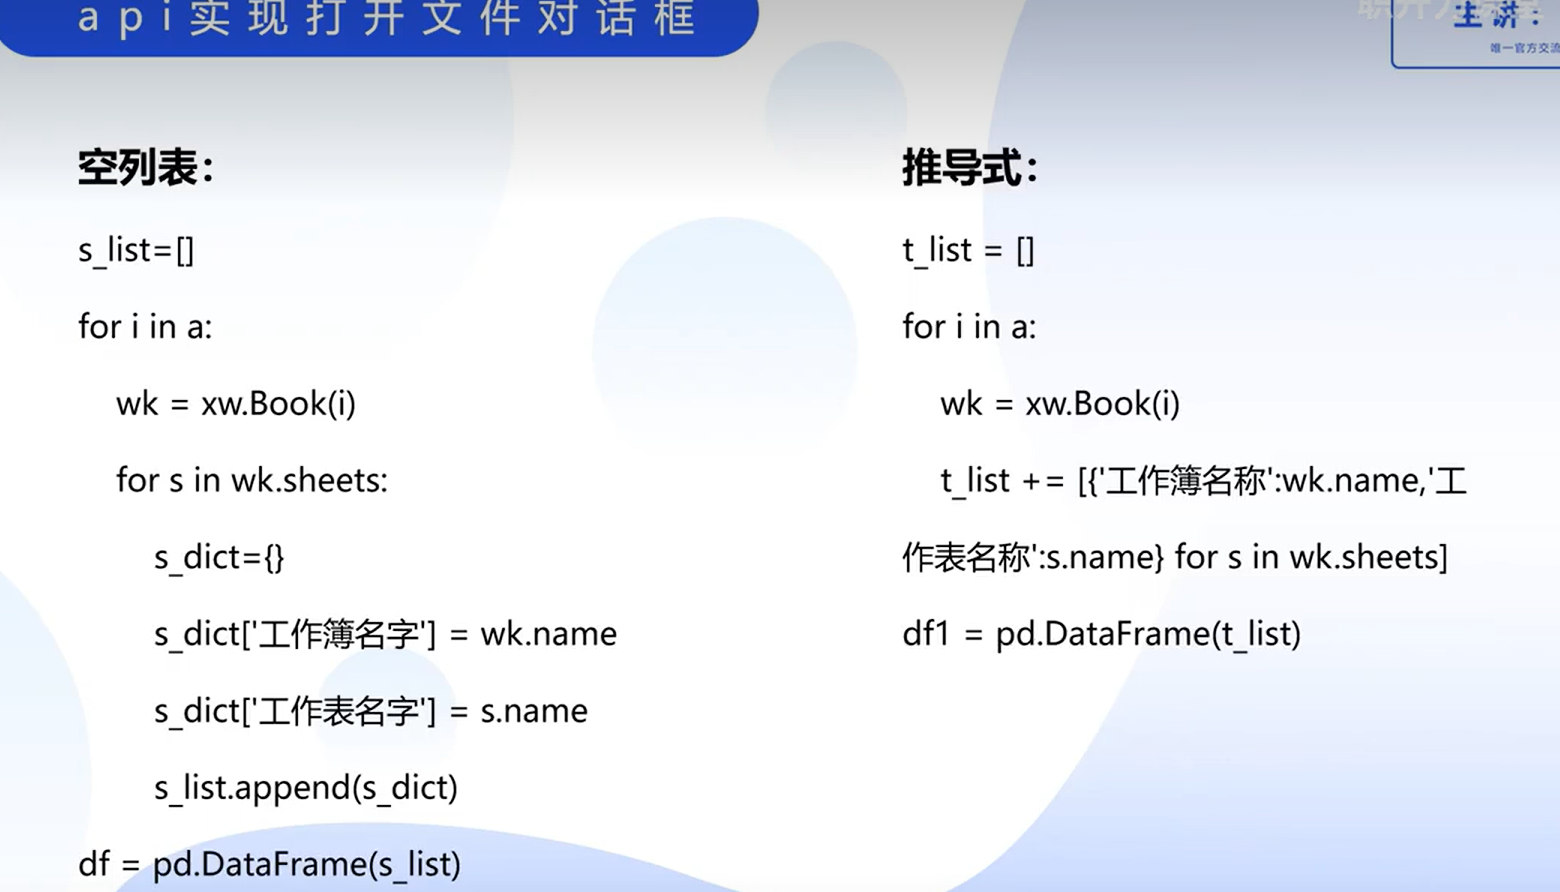 api实现打开文件对话框
主讲：
唯一官方交流
空列表：
s_list=[]
for i in a:
wk = xw.Book(i)
for s in wk.sheets:
s_dict={}
s_dict['工作簿名字'] = wk.name
s_dict['工作表名字'] = s.name
s_list.append(s_dict)
df = pd.DataFrame(s_list)
推导式：
t_list = []
for i in a:
wk = xw.Book(i)
t_list += [{'工作簿名称':wk.name,'工
作表名称':s.name} for s in wk.sheets]
df1 = pd.DataFrame(t_list)